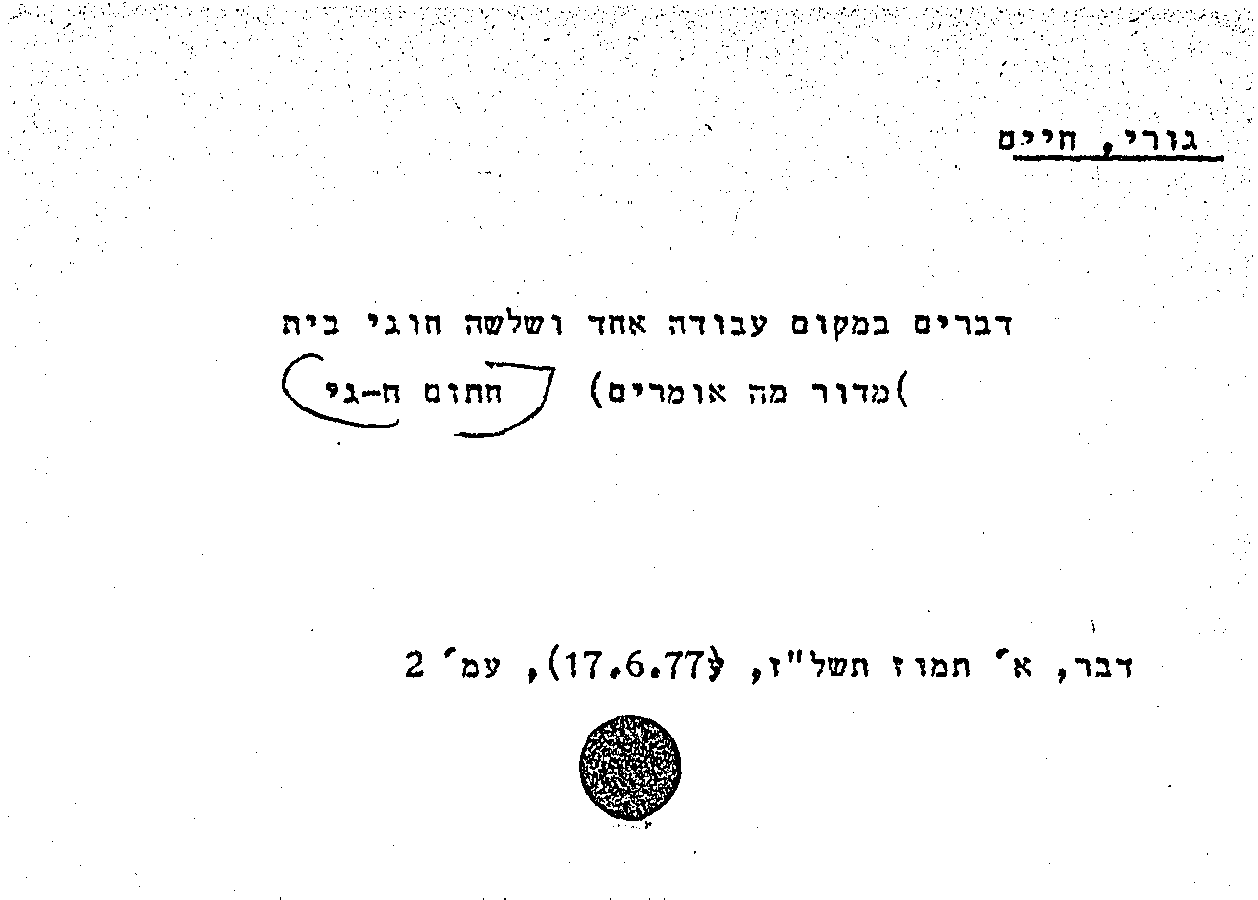 גורי, חיים
דברים במקום עבודה אחד ושלשה חוגי בית
(מדור מה אומרים) חתום ח-גי
דבר, א' תמוז תשל"ז, (17.6.77), עמ' 2